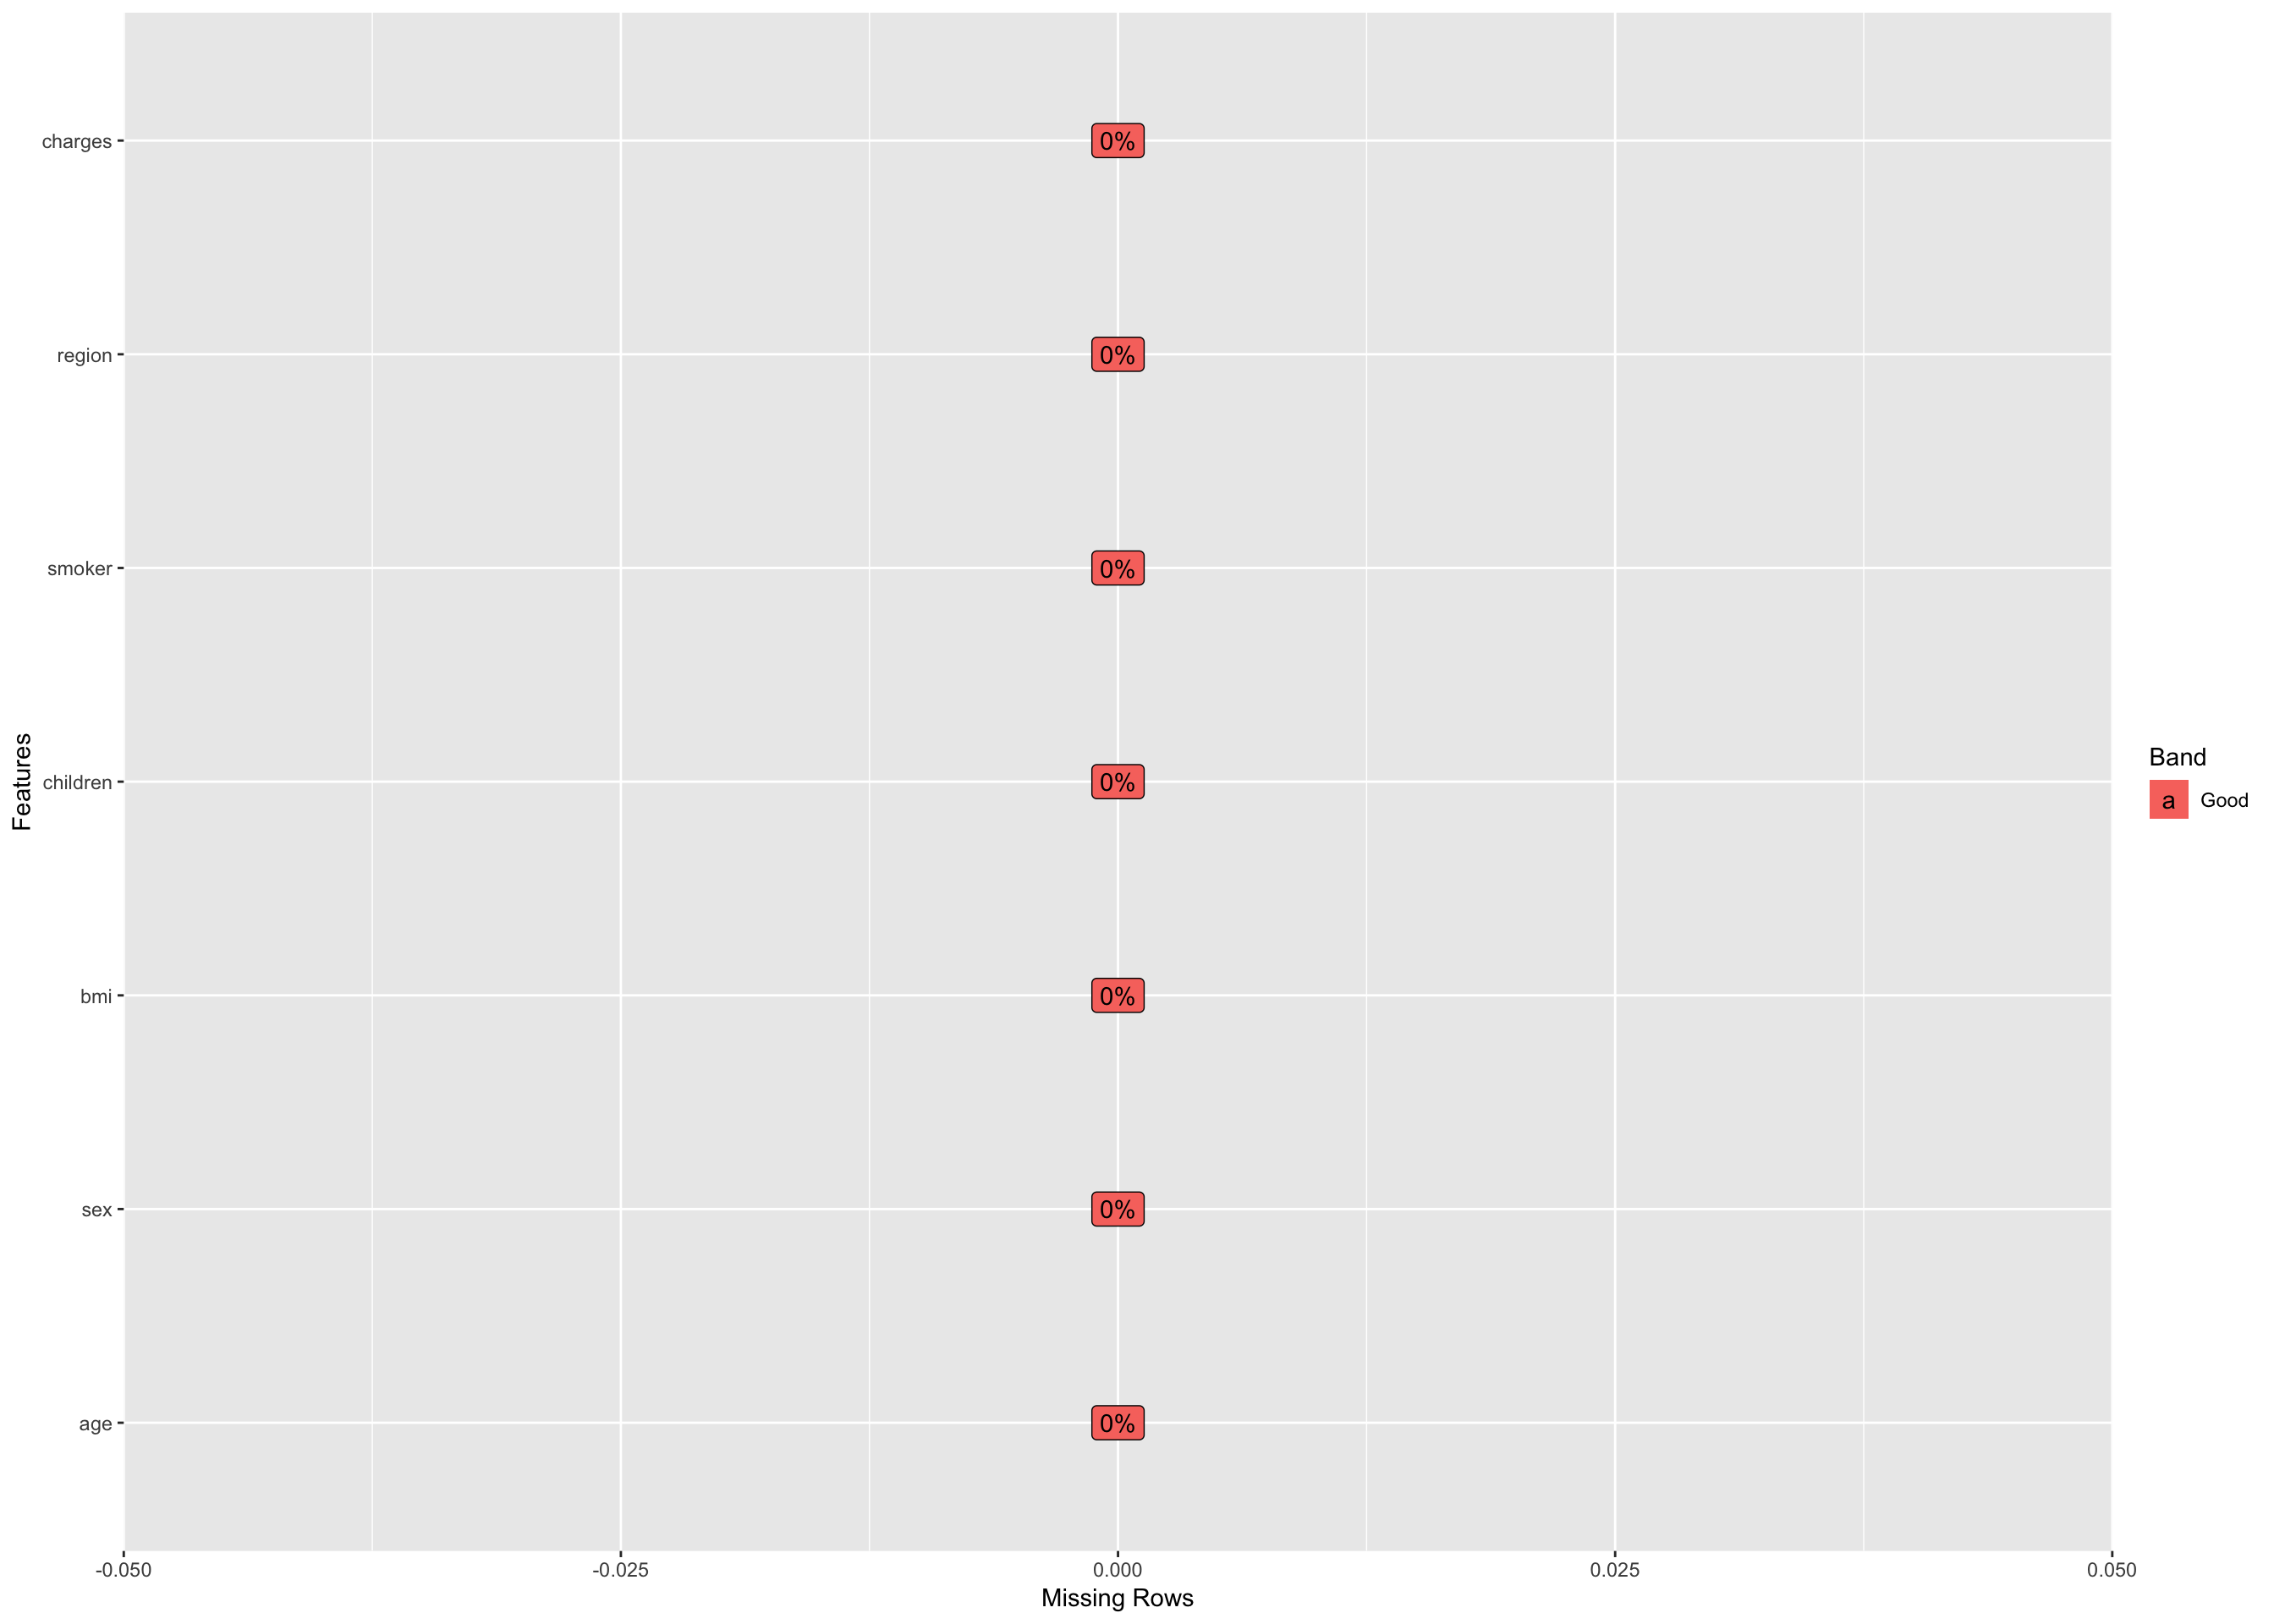 charges
0%
region
0%
smoker
0%
children
0%
bmi
0%
sex
0%
age
0%
Features
-0.050
-0.025
0.000
0.025
0.050
Missing Rows
Band
a Good